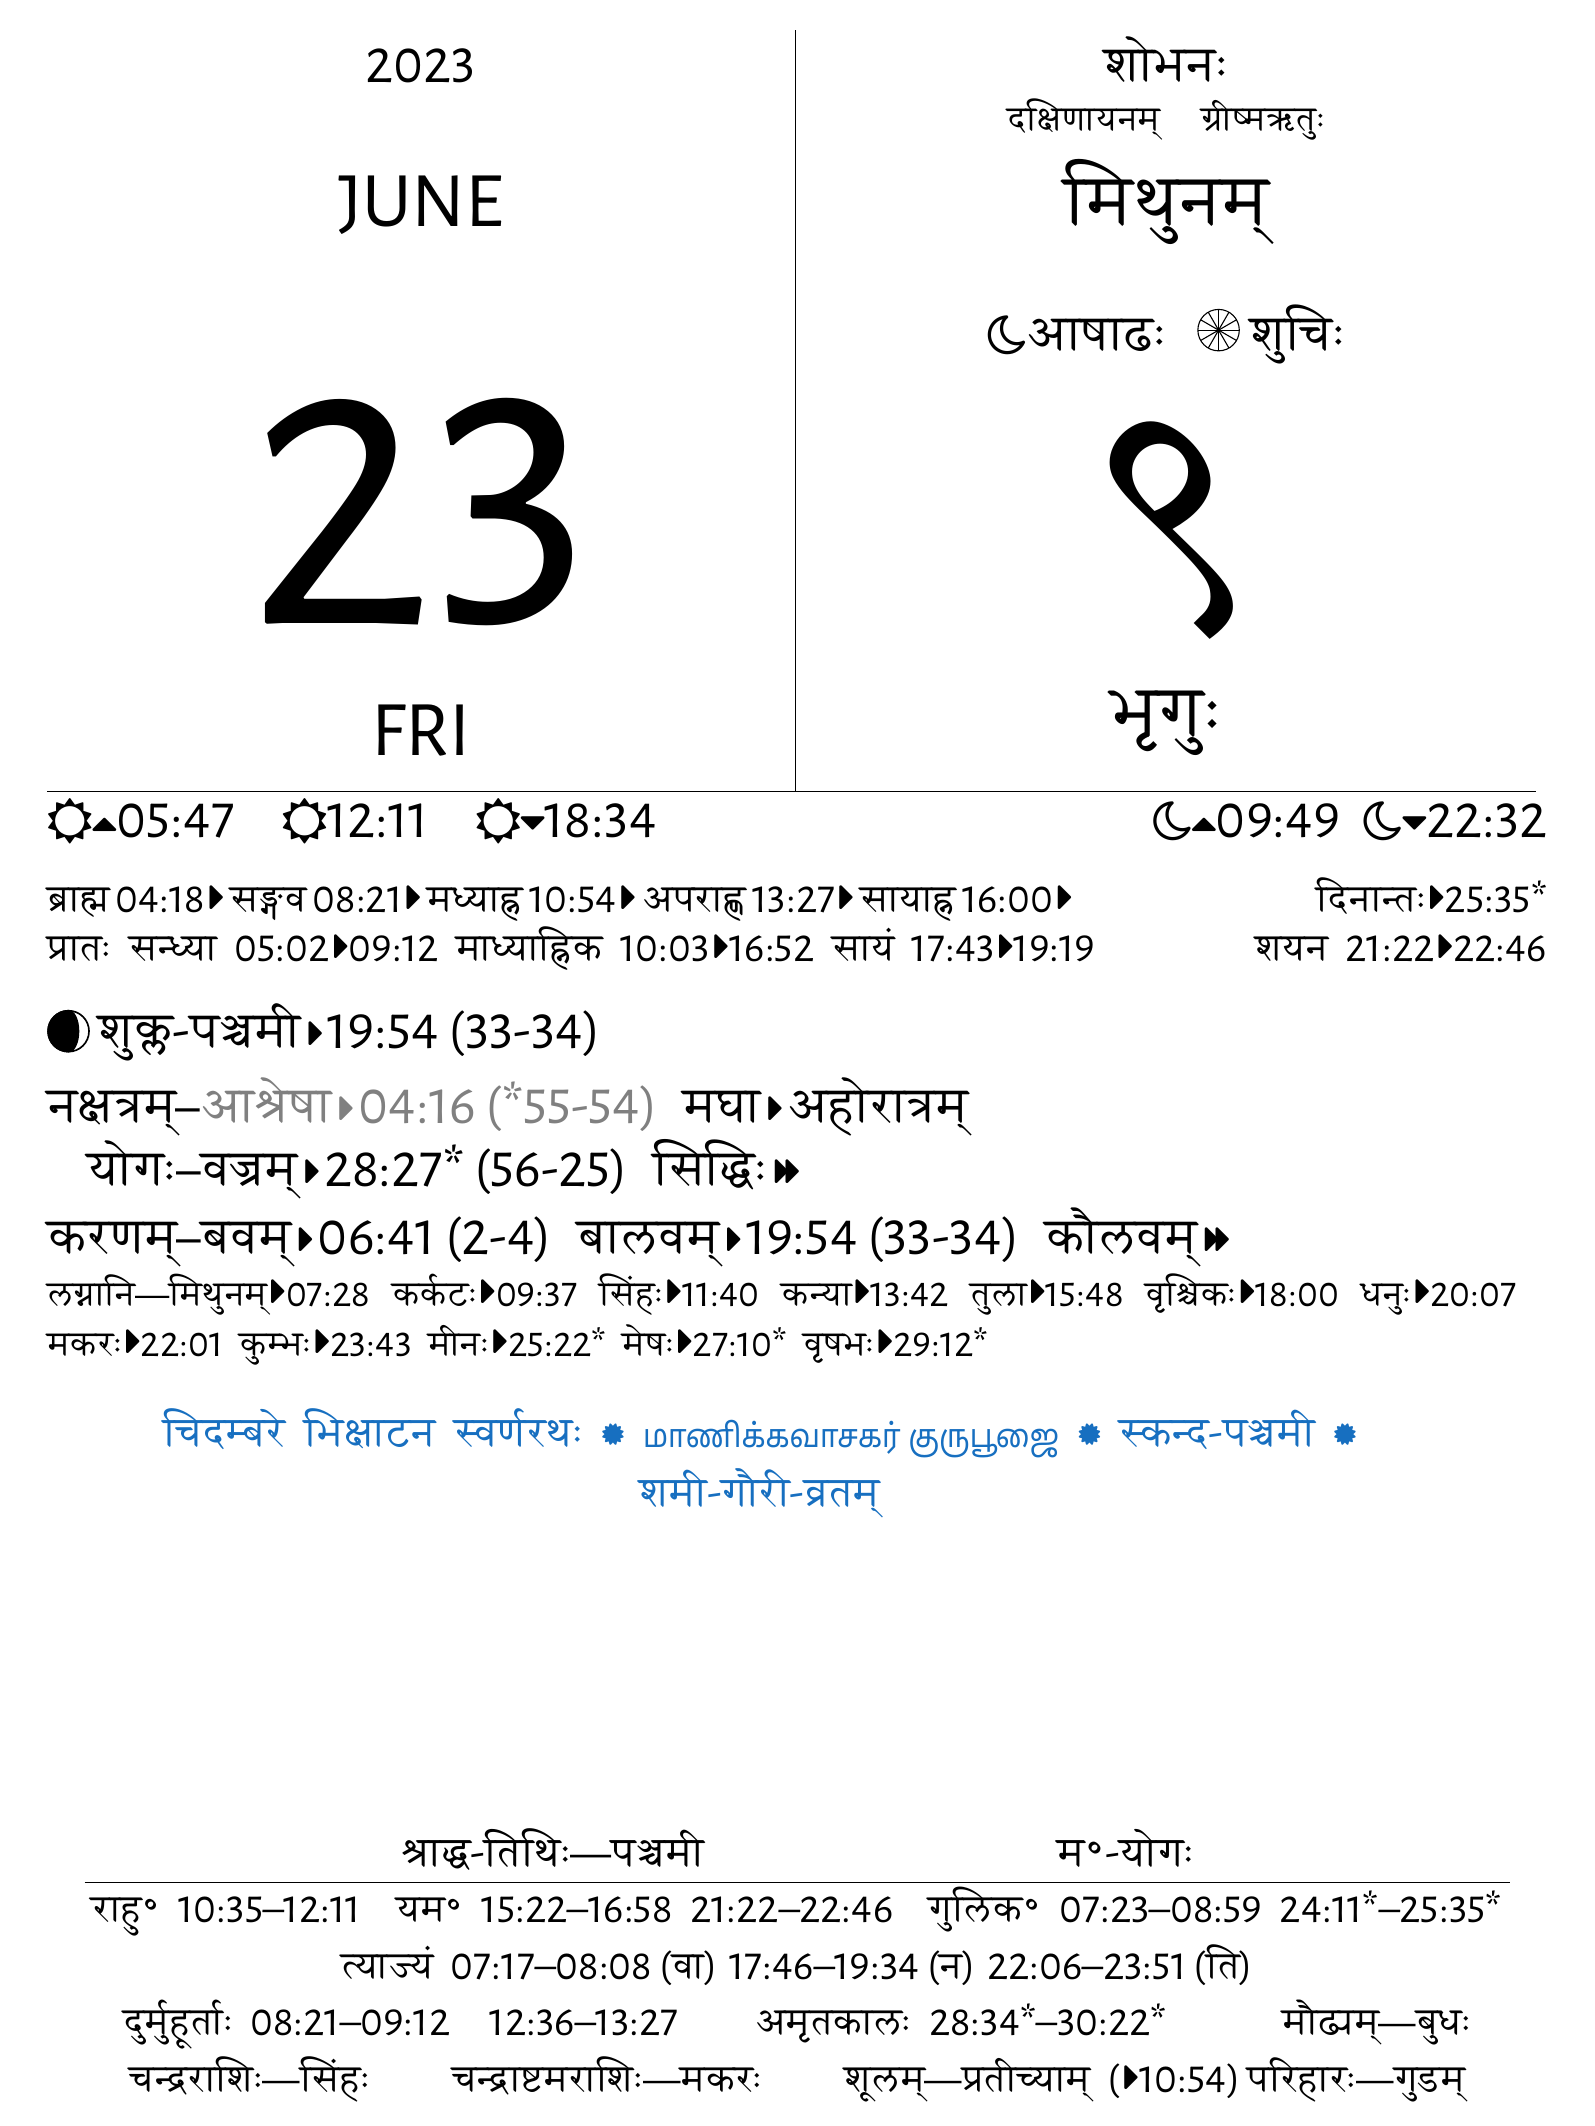 2023
JUNE
23
FRI
शोभनः
दक्षिणायनम् ग्रीष्मऋतुः
मिथुनम्
आषाढः शुचिः
९
भृगुः
05:47 12:11 18:34 09:49 22:32
ब्राह्म 04:18 सङ्गव 08:21 मध्याह्न 10:54 अपराह्ण 13:27 सायाह्न 16:00 दिनान्तः 25:35*
प्रातः सन्ध्या 05:02 09:12 माध्याह्निक 10:03 16:52 सायं 17:43 19:19 शयन 21:22 22:46
शुक्ल-पञ्चमी 19:54 (33-34)
नक्षत्रम्–आश्रेषा 04:16 (*55-54) मघा अहोरात्रम्
योगः–वज्रम् 28:27* (56-25) सिद्धिः
करणम्–बवम् 06:41 (2-4) बालवम् 19:54 (33-34) कौलवम्
लग्नानि—मिथुनम् 07:28 कर्कटः 09:37 सिंहः 11:40 कन्या 13:42 तुला 15:48 वृश्चिकः 18:00 धनुः 20:07
मकरः 22:01 कुम्भः 23:43 मीनः 25:22* मेषः 27:10* वृषभः 29:12*
चिदम्बरे भिक्षाटन स्वर्णरथः ✹ மாணிக்கவாசகர் குருபூஜை ✹ स्कन्द-पञ्चमी ✹
शमी-गौरी-व्रतम्
श्राद्ध-तिथिः—पञ्चमी म॰-योगः
राहु॰ 10:35–12:11 यम॰ 15:22–16:58 21:22–22:46 गुलिक॰ 07:23–08:59 24:11*–25:35*
त्याज्यं 07:17–08:08 (वा) 17:46–19:34 (न) 22:06–23:51 (ति)
दुर्मुहूर्ताः 08:21–09:12 12:36–13:27 अमृतकालः 28:34*–30:22* मौढ्यम्—बुधः
चन्द्रराशिः—सिंहः चन्द्राष्टमराशिः—मकरः शूलम्—प्रतीच्याम् (10:54) परिहारः—गुडम्